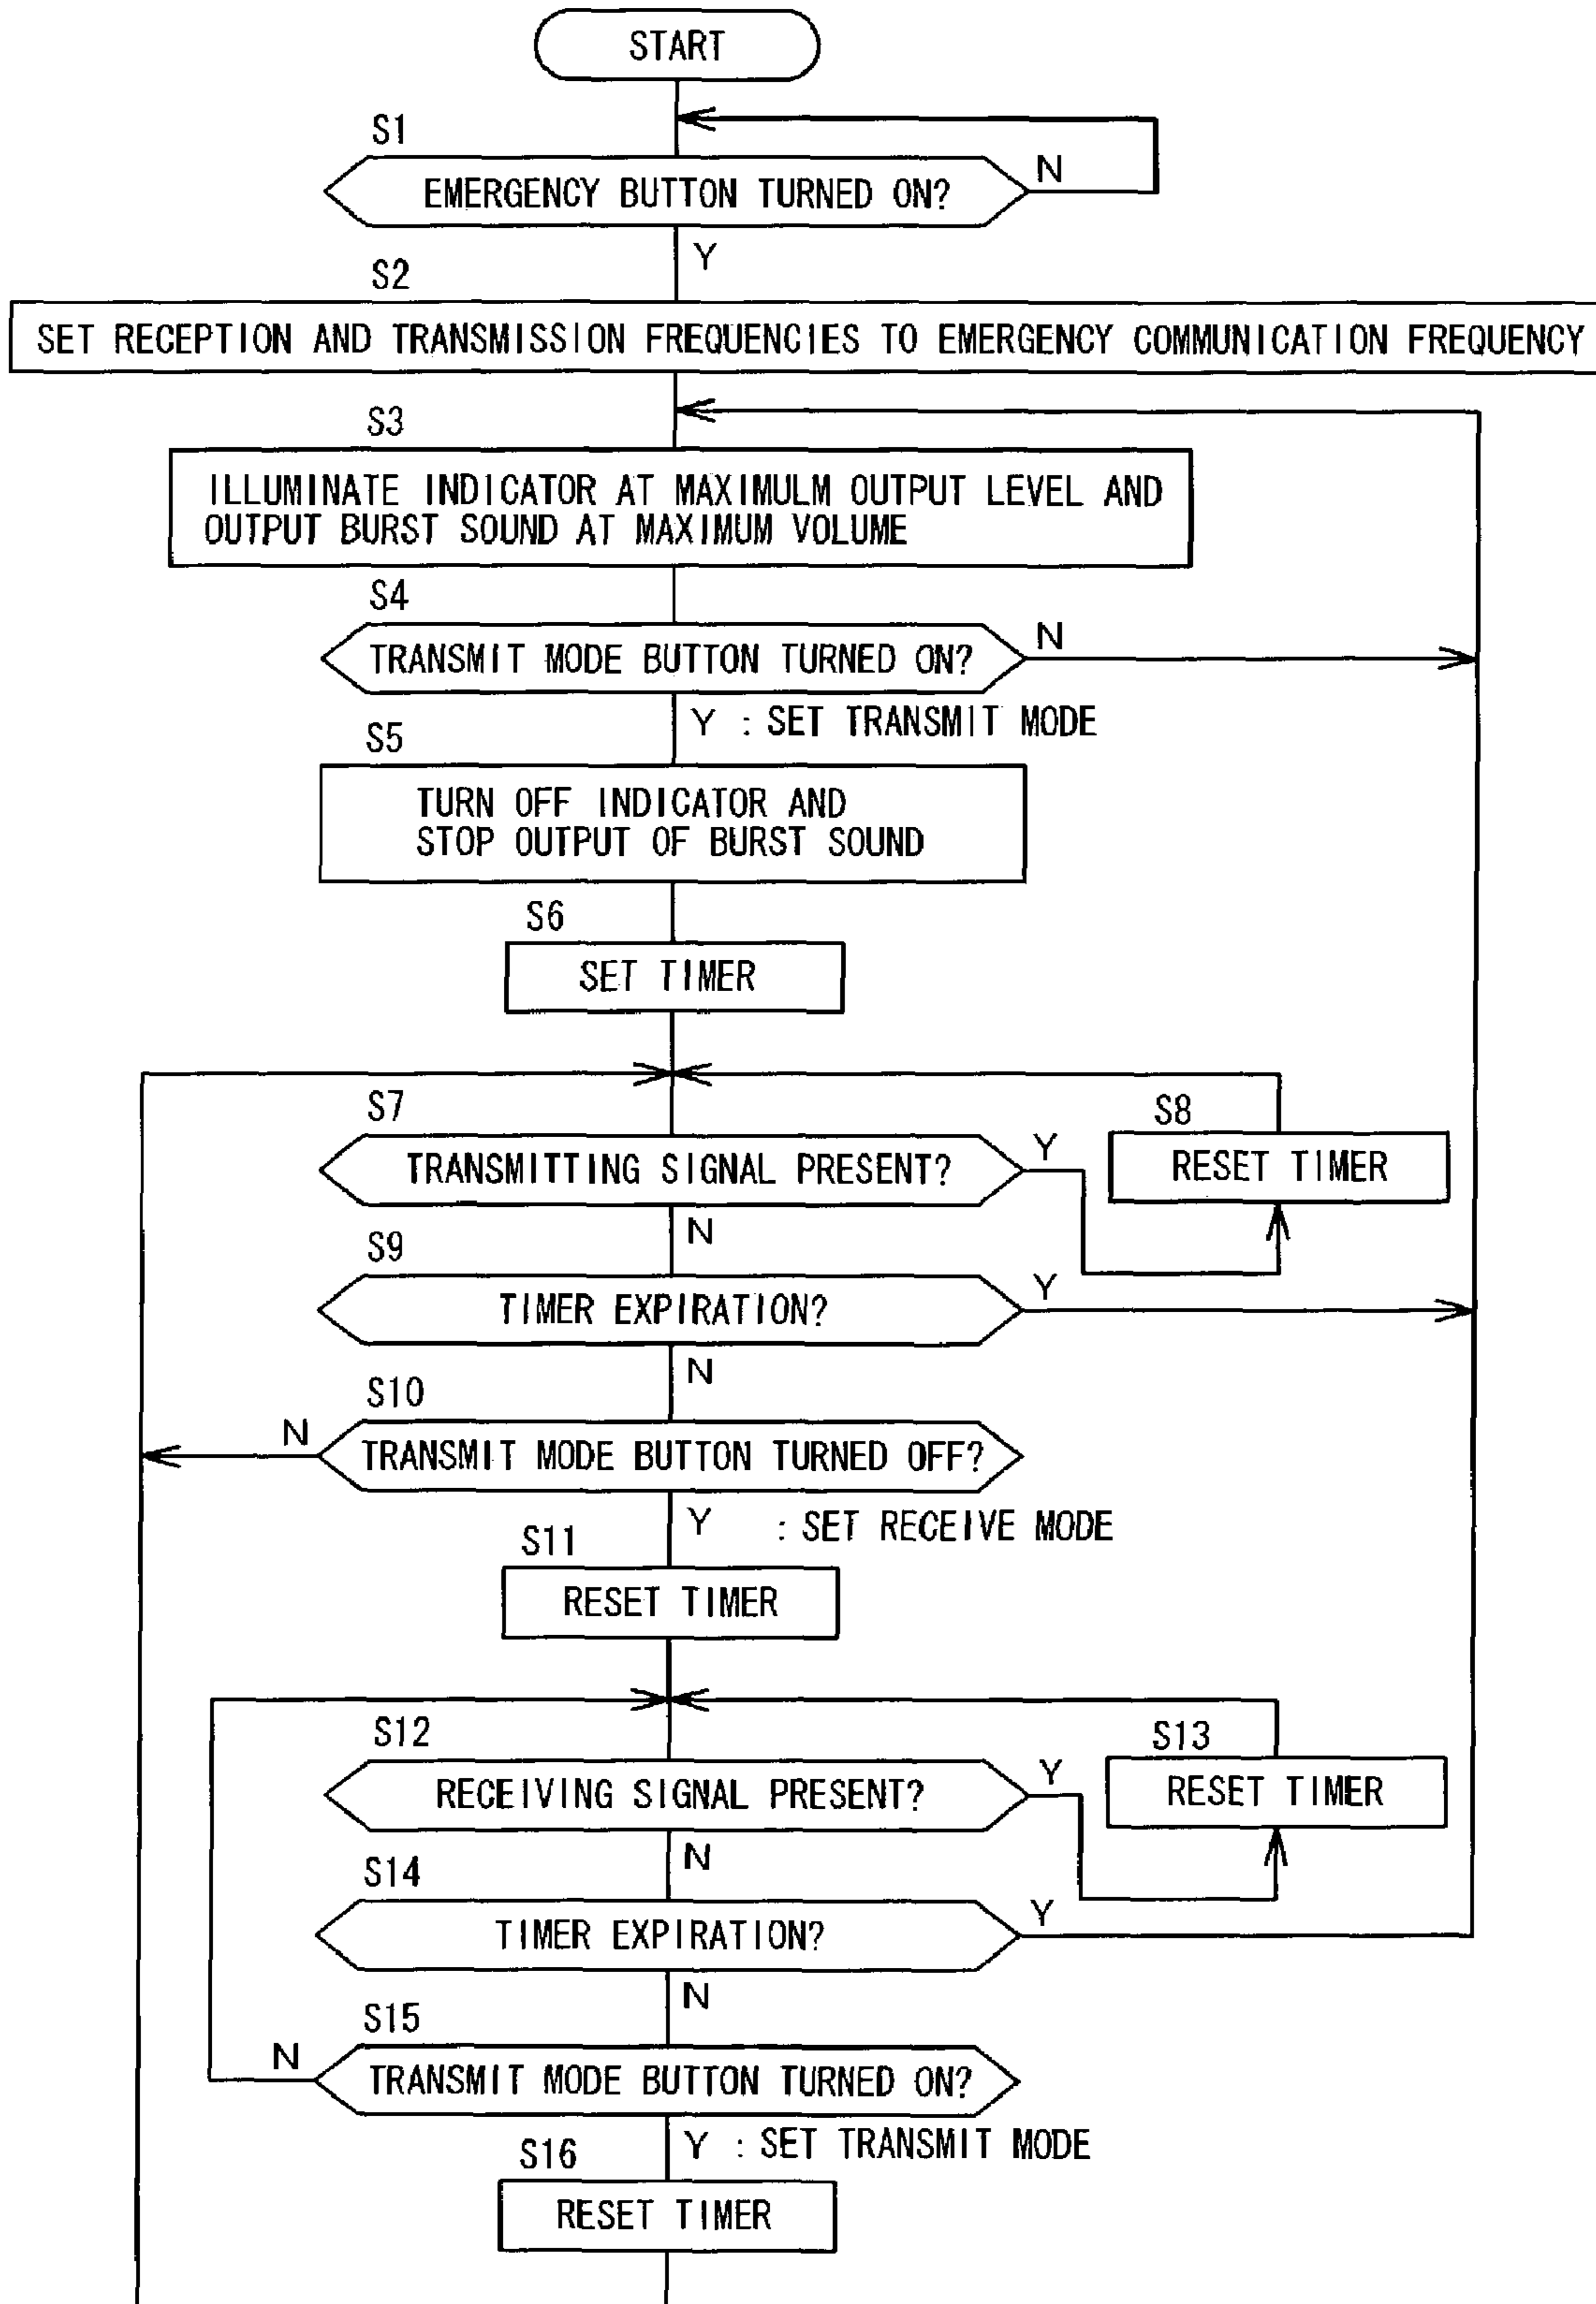 START
S1
EMERGENCY BUTTON TURNED ON?
N
Y
S2
SET RECEPTION AND TRANSMISSION FREQUENCIES TO EMERGENCY COMMUNICATION FREQUENCY
S3
ILLUMINATE INDICATOR AT MAXIMULM OUTPUT LEVEL AND
OUTPUT BURST SOUND AT MAXIMUM VOLUME
S4
TRANSMIT MODE BUTTON TURNED ON?
N
Y : SET TRANSMIT MODE
S5
TURN OFF INDICATOR AND
STOP OUTPUT OF BURST SOUND
S6
SET TIMER
S7
TRANSMITTING SIGNAL PRESENT?
Y
S8
RESET TIMER
N
S9
TIMER EXPIRATION?
Y
N
S10
N
TRANSMIT MODE BUTTON TURNED OFF?
Y : SET RECEIVE MODE
S11
RESET TIMER
S12
RECEIVING SIGNAL PRESENT?
Y
S13
RESET TIMER
N
S14
TIMER EXPIRATION?
Y
N
S15
N
TRANSMIT MODE BUTTON TURNED ON?
Y : SET TRANSMIT MODE
S16
RESET TIMER